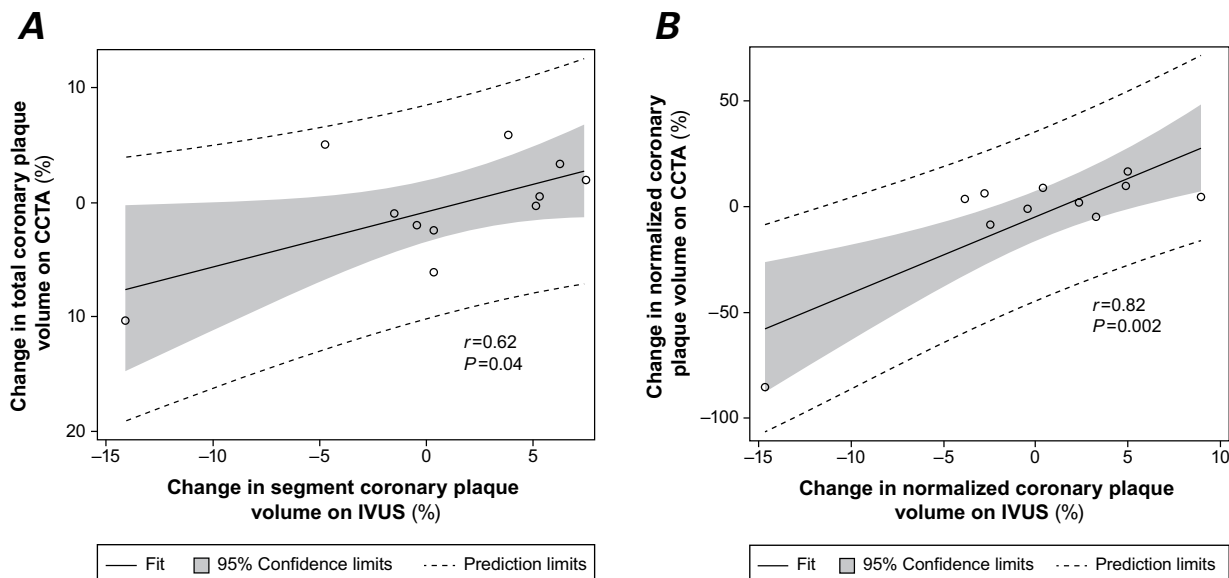 A
Change in total coronary plaque
volume on CCTA (%)
10
0
10
20
–15
–10
–5
0
5
r=0.62
P=0.04
Change in segment coronary plaque
volume on IVUS (%)
Fit
95% Confidence limits
Prediction limits
B
Change in normalized coronary
plaque volume on CCTA (%)
50
0
–50
–100
–15
–10
–5
0
5
10
r=0.82
P=0.002
Change in normalized coronary plaque
volume on IVUS (%)
Fit
95% Confidence limits
Prediction limits